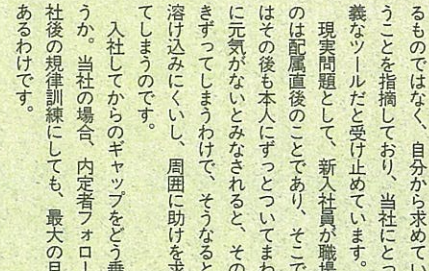 るものではなく、自分から求めてい
うことを指摘しており、当社にとっ
義なツールだと受け止めています。
現実問題として、新入社員が職場
のは配属直後のことであり、そこで
はその後も本人にずっとついてまわ
に元気がないとみなされると、その
きずってしまうわけで、そうなると
溶け込みにくいし、周囲に助けを求
てしまうのです。
入社してからのギャップをどう乗
うか。当社の場合、内定者フォロー
社後の規律訓練にしても、最大の目
あるわけです。